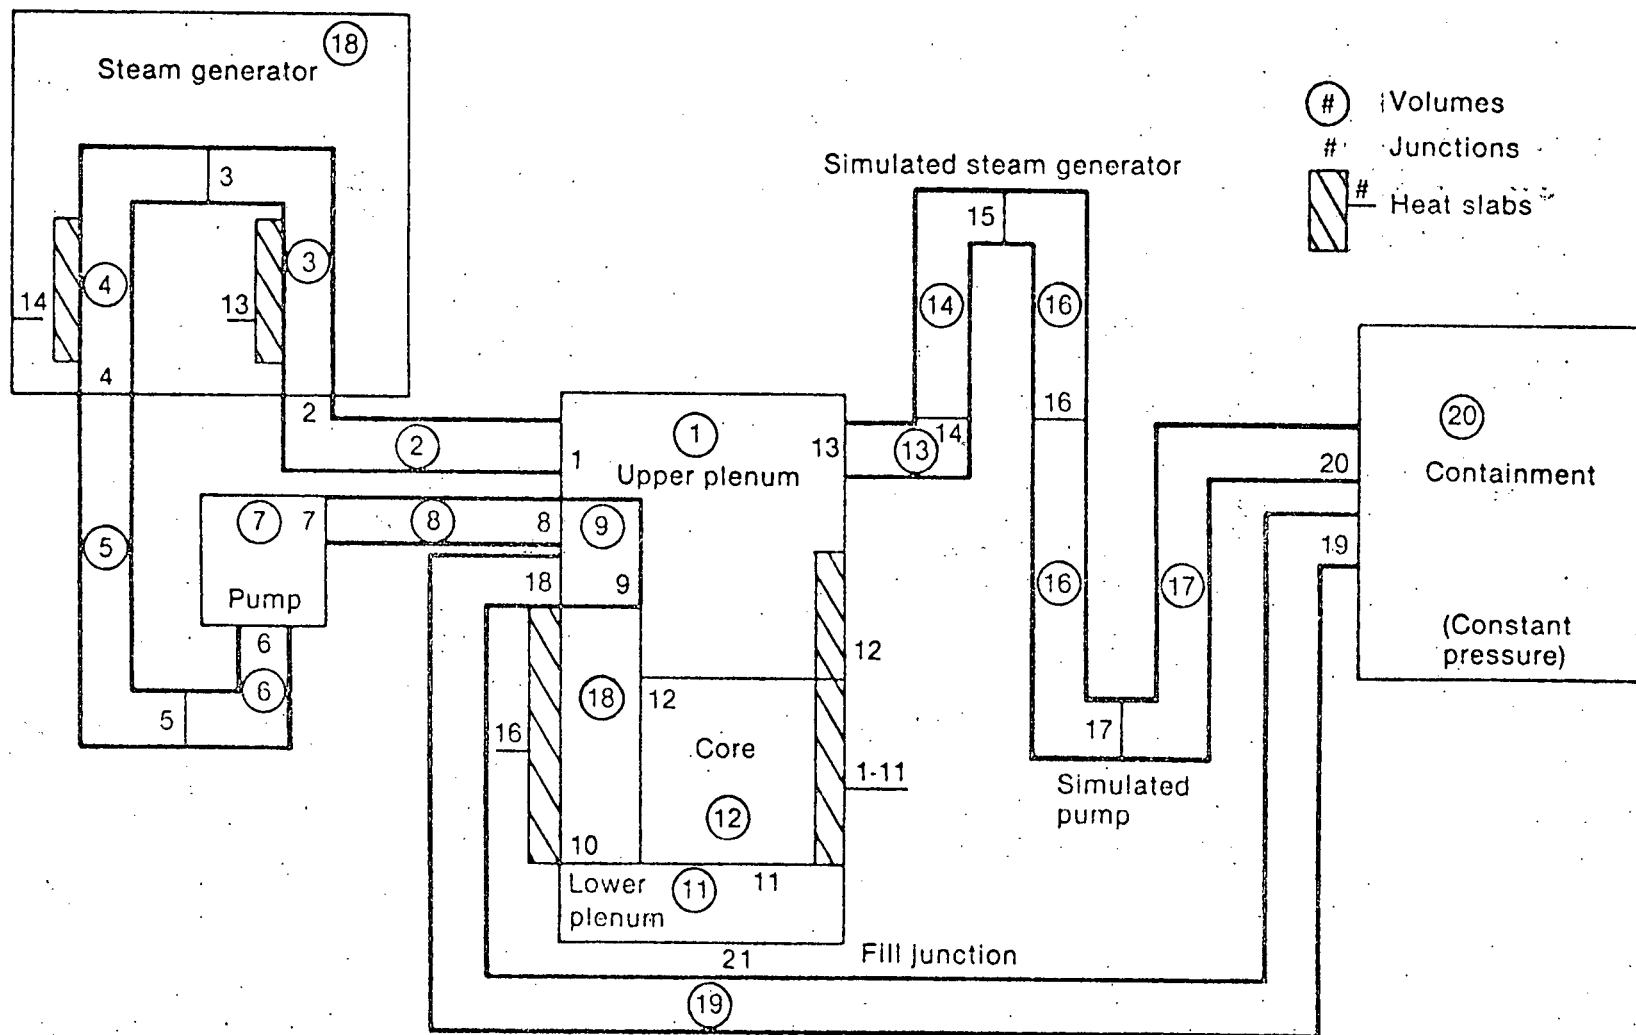 18
Steam generator
3
3
4
14
13
4
2
2
1
5
7
7
8
8
9
Pump
18
9
6
6
5
1
Upper plenum
13
12
18
12
16
Core
1-11
12
10
Lower
plenum
11
11
21
Fill junction
19
Simulated steam generator
15
14
16
16
14
13
16
17
17
Simulated
pump
# Volumes
# Junctions
# Heat slabs
20
20
Containment
19
(Constant
pressure)